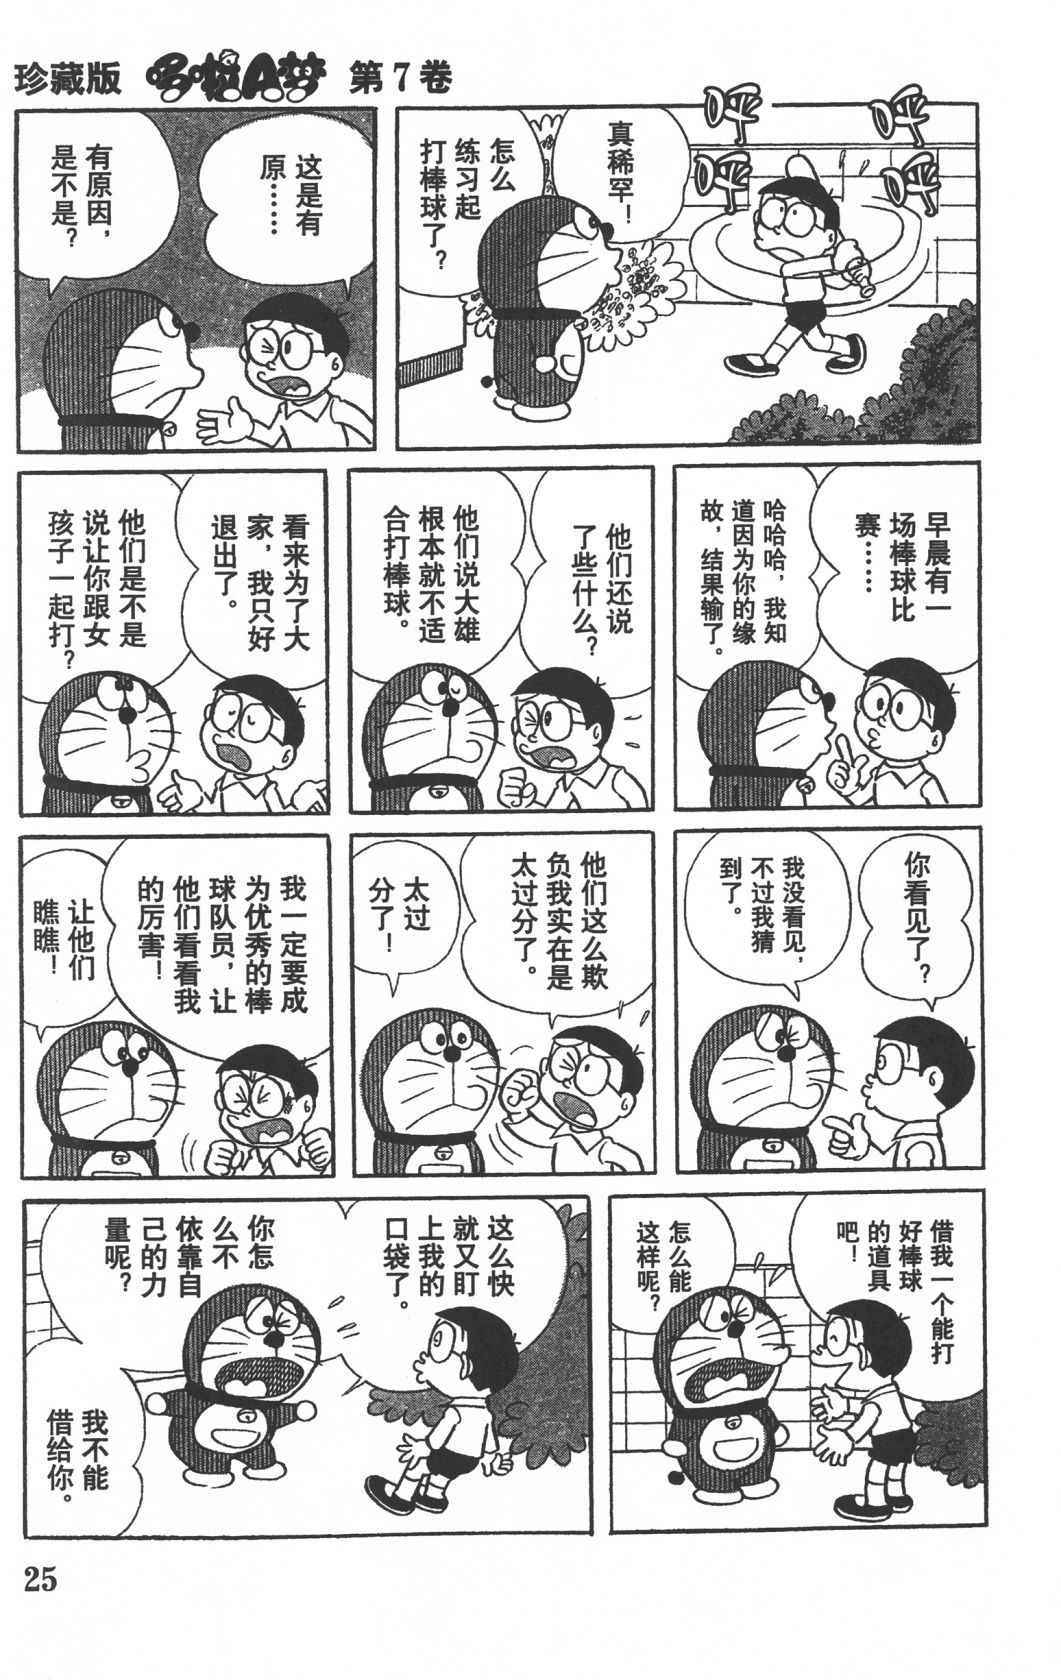 珍藏版 哆啦A梦 第7卷
呼
呼
呼
呼
真稀罕！
怎么
练习起
打棒球了？
这是有
原……
有原因，
是不是？
早晨有一
场棒球比
赛……
哈哈哈，我知
道因为你的缘
故，结果输了。
他们还说
了些什么？
他们说大雄
根本就不适
合打棒球。
看来为了大
家，我只好
退出了。
他们是不是
说让你跟女
孩子一起打？
你看见了？
我没看见，
不过我猜
到了。
他们这么欺
负我实在是
太过分了。
太过
分了！
我一定要成
为优秀的棒
球队员，让
他们看看我
的厉害！
让他们
瞧瞧！
借我一个能打
好棒球
的道具
吧！
怎么能
这样呢？
这么快
就又盯
上我的
口袋了。
你怎
么不
依靠自
己的力
量呢？
我不能
借给你。
25